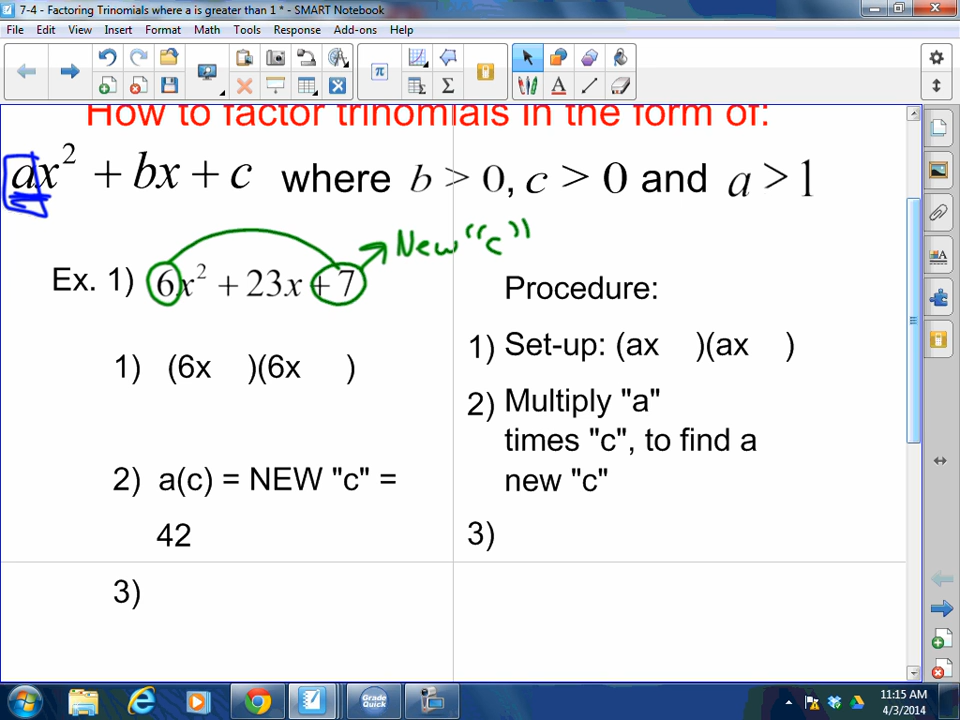 7-4 - Factoring Trinomials where a is greater than 1 * - SMART Notebook
File Edit View Insert Format Math Tools Response Add-ons Help
How to factor trinomials in the form of:
ax² + bx + c where b > 0, c > 0 and a > 1
New "c"
Ex. 1) 6x² + 23x + 7
Procedure:
1) (6x )(6x )
1) Set-up: (ax )(ax )
2) Multiply "a"
times "c", to find a
new "c"
2) a(c) = NEW "c" =
42
3)
3)
Grade Quick
11:15 AM
4/3/2014